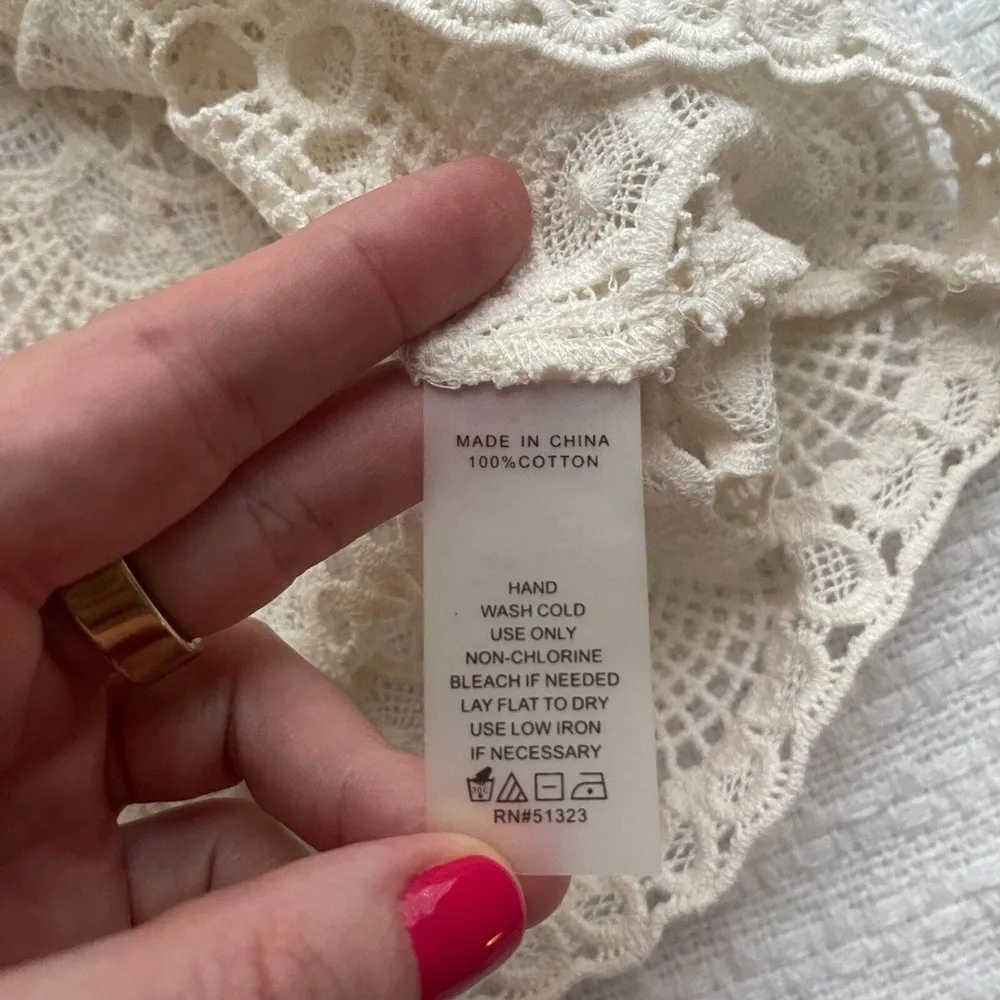 MADE IN CHINA
100%COTTON
HAND
WASH COLD
USE ONLY
NON-CHLORINE
BLEACH IF NEEDED
LAY FLAT TO DRY
USE LOW IRON
IF NECESSARY
30C
RN#51323